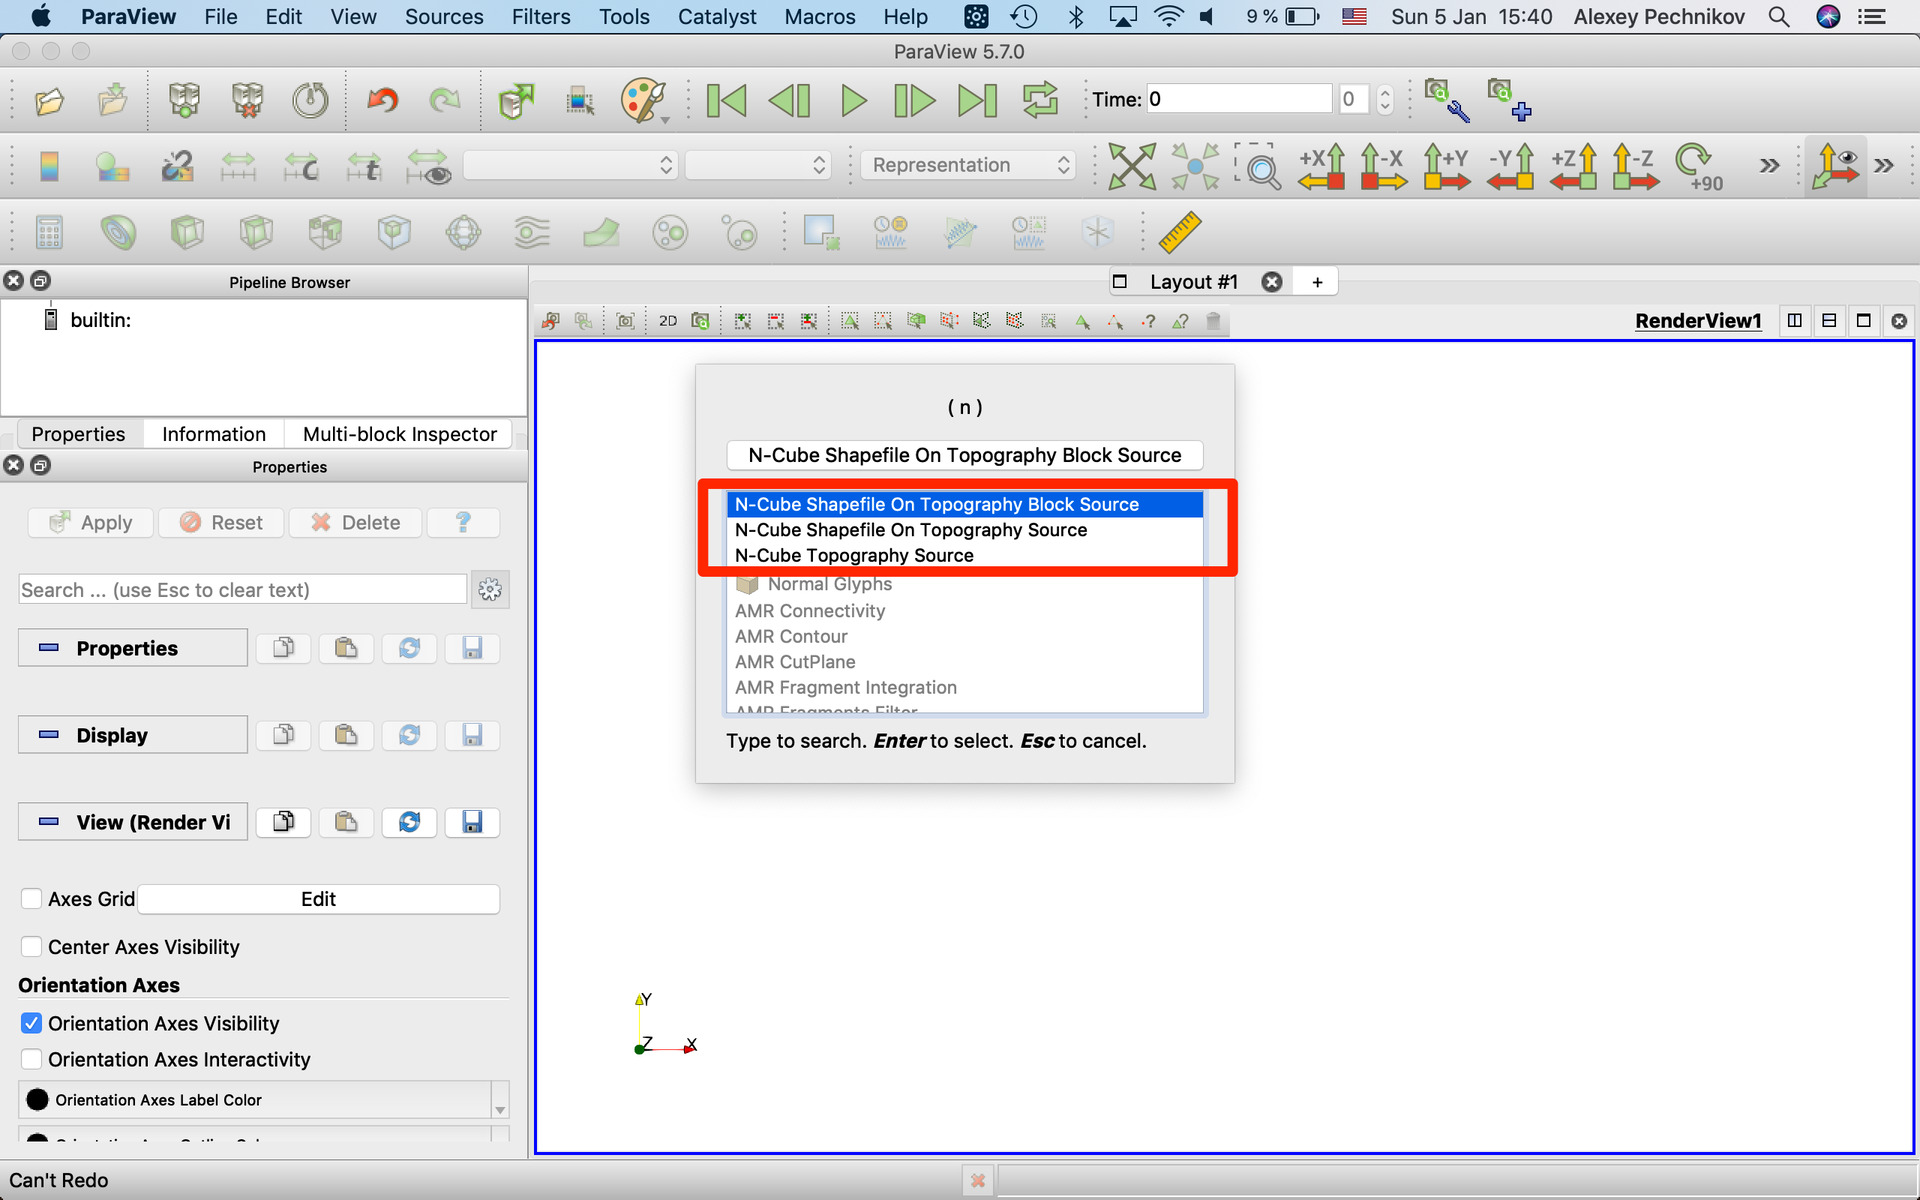 ParaView File Edit View Sources Filters Tools Catalyst Macros Help 9 % Sun 5 Jan 15:40 Alexey Pechnikov
ParaView 5.7.0
Time: 0 0
C t Representation +X -X +Y -Y +Z -Z +90
Pipeline Browser
Layout #1 +
builtin:
2D RenderView1
Properties Information Multi-block Inspector
Properties
Apply Reset Delete ?
Search ... (use Esc to clear text)
Properties
Display
View (Render Vi
Axes Grid Edit
Center Axes Visibility
Orientation Axes
Orientation Axes Visibility
Orientation Axes Interactivity
Orientation Axes Label Color
( n )
N-Cube Shapefile On Topography Block Source
N-Cube Shapefile On Topography Block Source
N-Cube Shapefile On Topography Source
N-Cube Topography Source
Normal Glyphs
AMR Connectivity
AMR Contour
AMR CutPlane
AMR Fragment Integration
AMR Fragments Filter
Type to search. Enter to select. Esc to cancel.
Y
Z X
Can't Redo